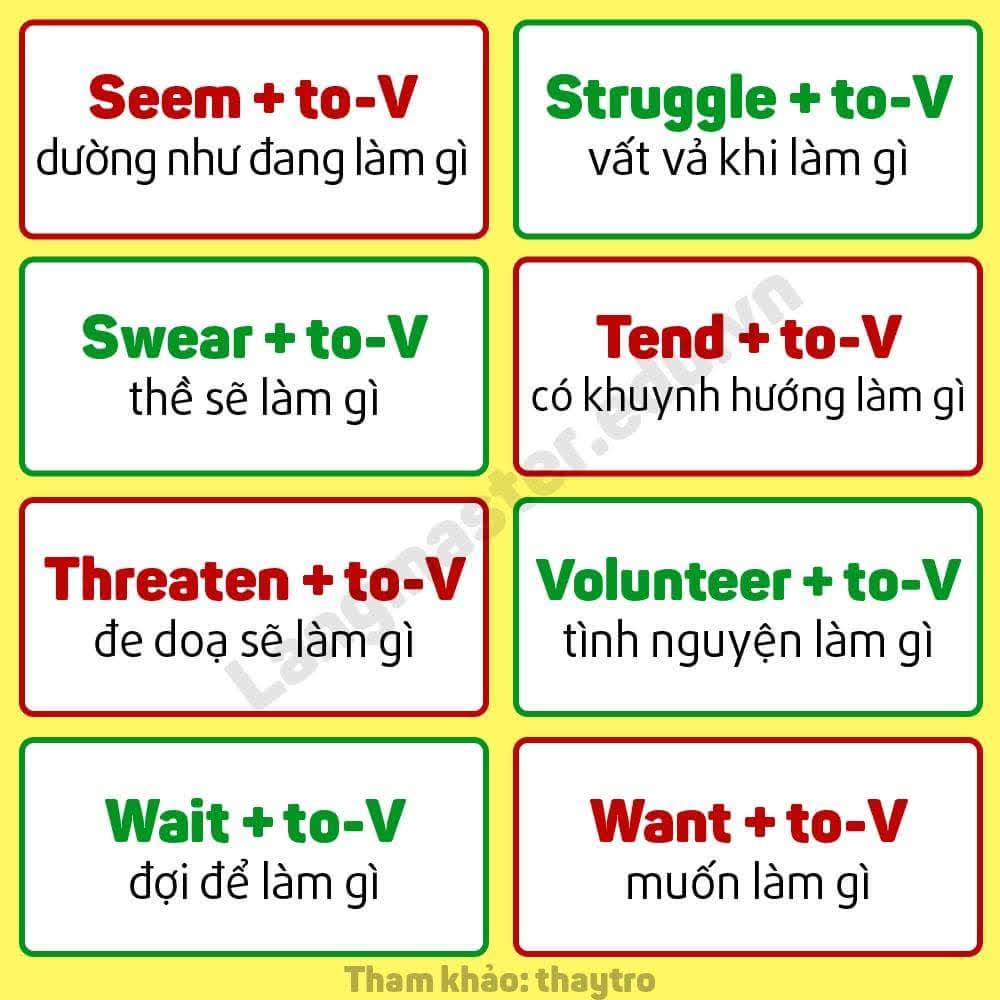 Seem + to-V
dường như đang làm gì
Struggle + to-V
vất vả khi làm gì
Swear + to-V
thề sẽ làm gì
Tend + to-V
có khuynh hướng làm gì
Threaten + to-V
đe doạ sẽ làm gì
Volunteer + to-V
tình nguyện làm gì
Wait + to-V
đợi để làm gì
Want + to-V
muốn làm gì
Langmaster.edu.vn
Tham khảo: thaytro